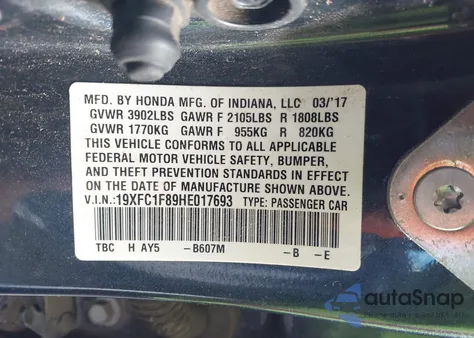 MFD. BY HONDA MFG. OF INDIANA, LLC 03/'17
GVWR 3902LBS GAWR F 2105LBS R 1808LBS
GVWR 1770KG GAWR F 955KG R 820KG
THIS VEHICLE CONFORMS TO ALL APPLICABLE
FEDERAL MOTOR VEHICLE SAFETY, BUMPER,
AND THEFT PREVENTION STANDARDS IN EFFECT
ON THE DATE OF MANUFACTURE SHOWN ABOVE.
V.I.N.:19XFC1F89HE017693 TYPE: PASSENGER CAR
TBC H AY5 -B607M -B -E
autoSnap